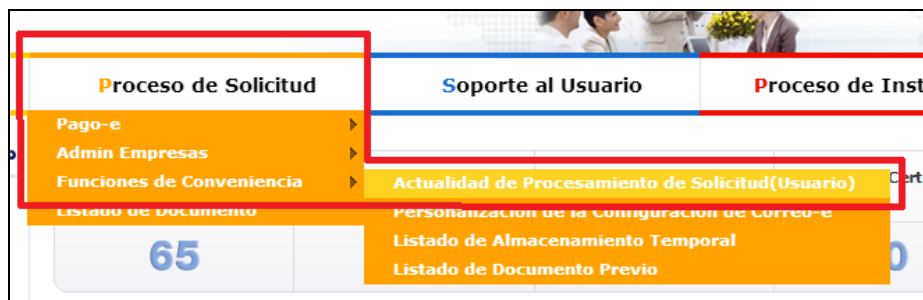 Proceso de Solicitud
Soporte al Usuario
Proceso de Inst
Pago-e
Admin Empresas
Funciones de Conveniencia
Listado de Documento
Actualidad de Procesamiento de Solicitud(Usuario)
Personalización de la Configuración de Correo-e
Listado de Almacenamiento Temporal
Listado de Documento Previo
Cert
65
0